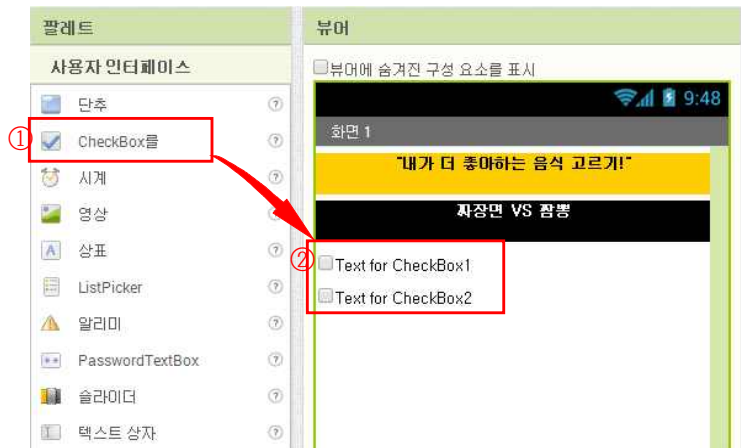 팔레트
사용자 인터페이스
단추
① CheckBox를
시계
영상
상표
ListPicker
알리미
PasswordTextBox
슬라이더
텍스트 상자
뷰어
뷰어에 숨겨진 구성 요소를 표시
9:48
화면 1
"내가 더 좋아하는 음식 고르기!"
짜장면 VS 짬뽕
② Text for CheckBox1
Text for CheckBox2